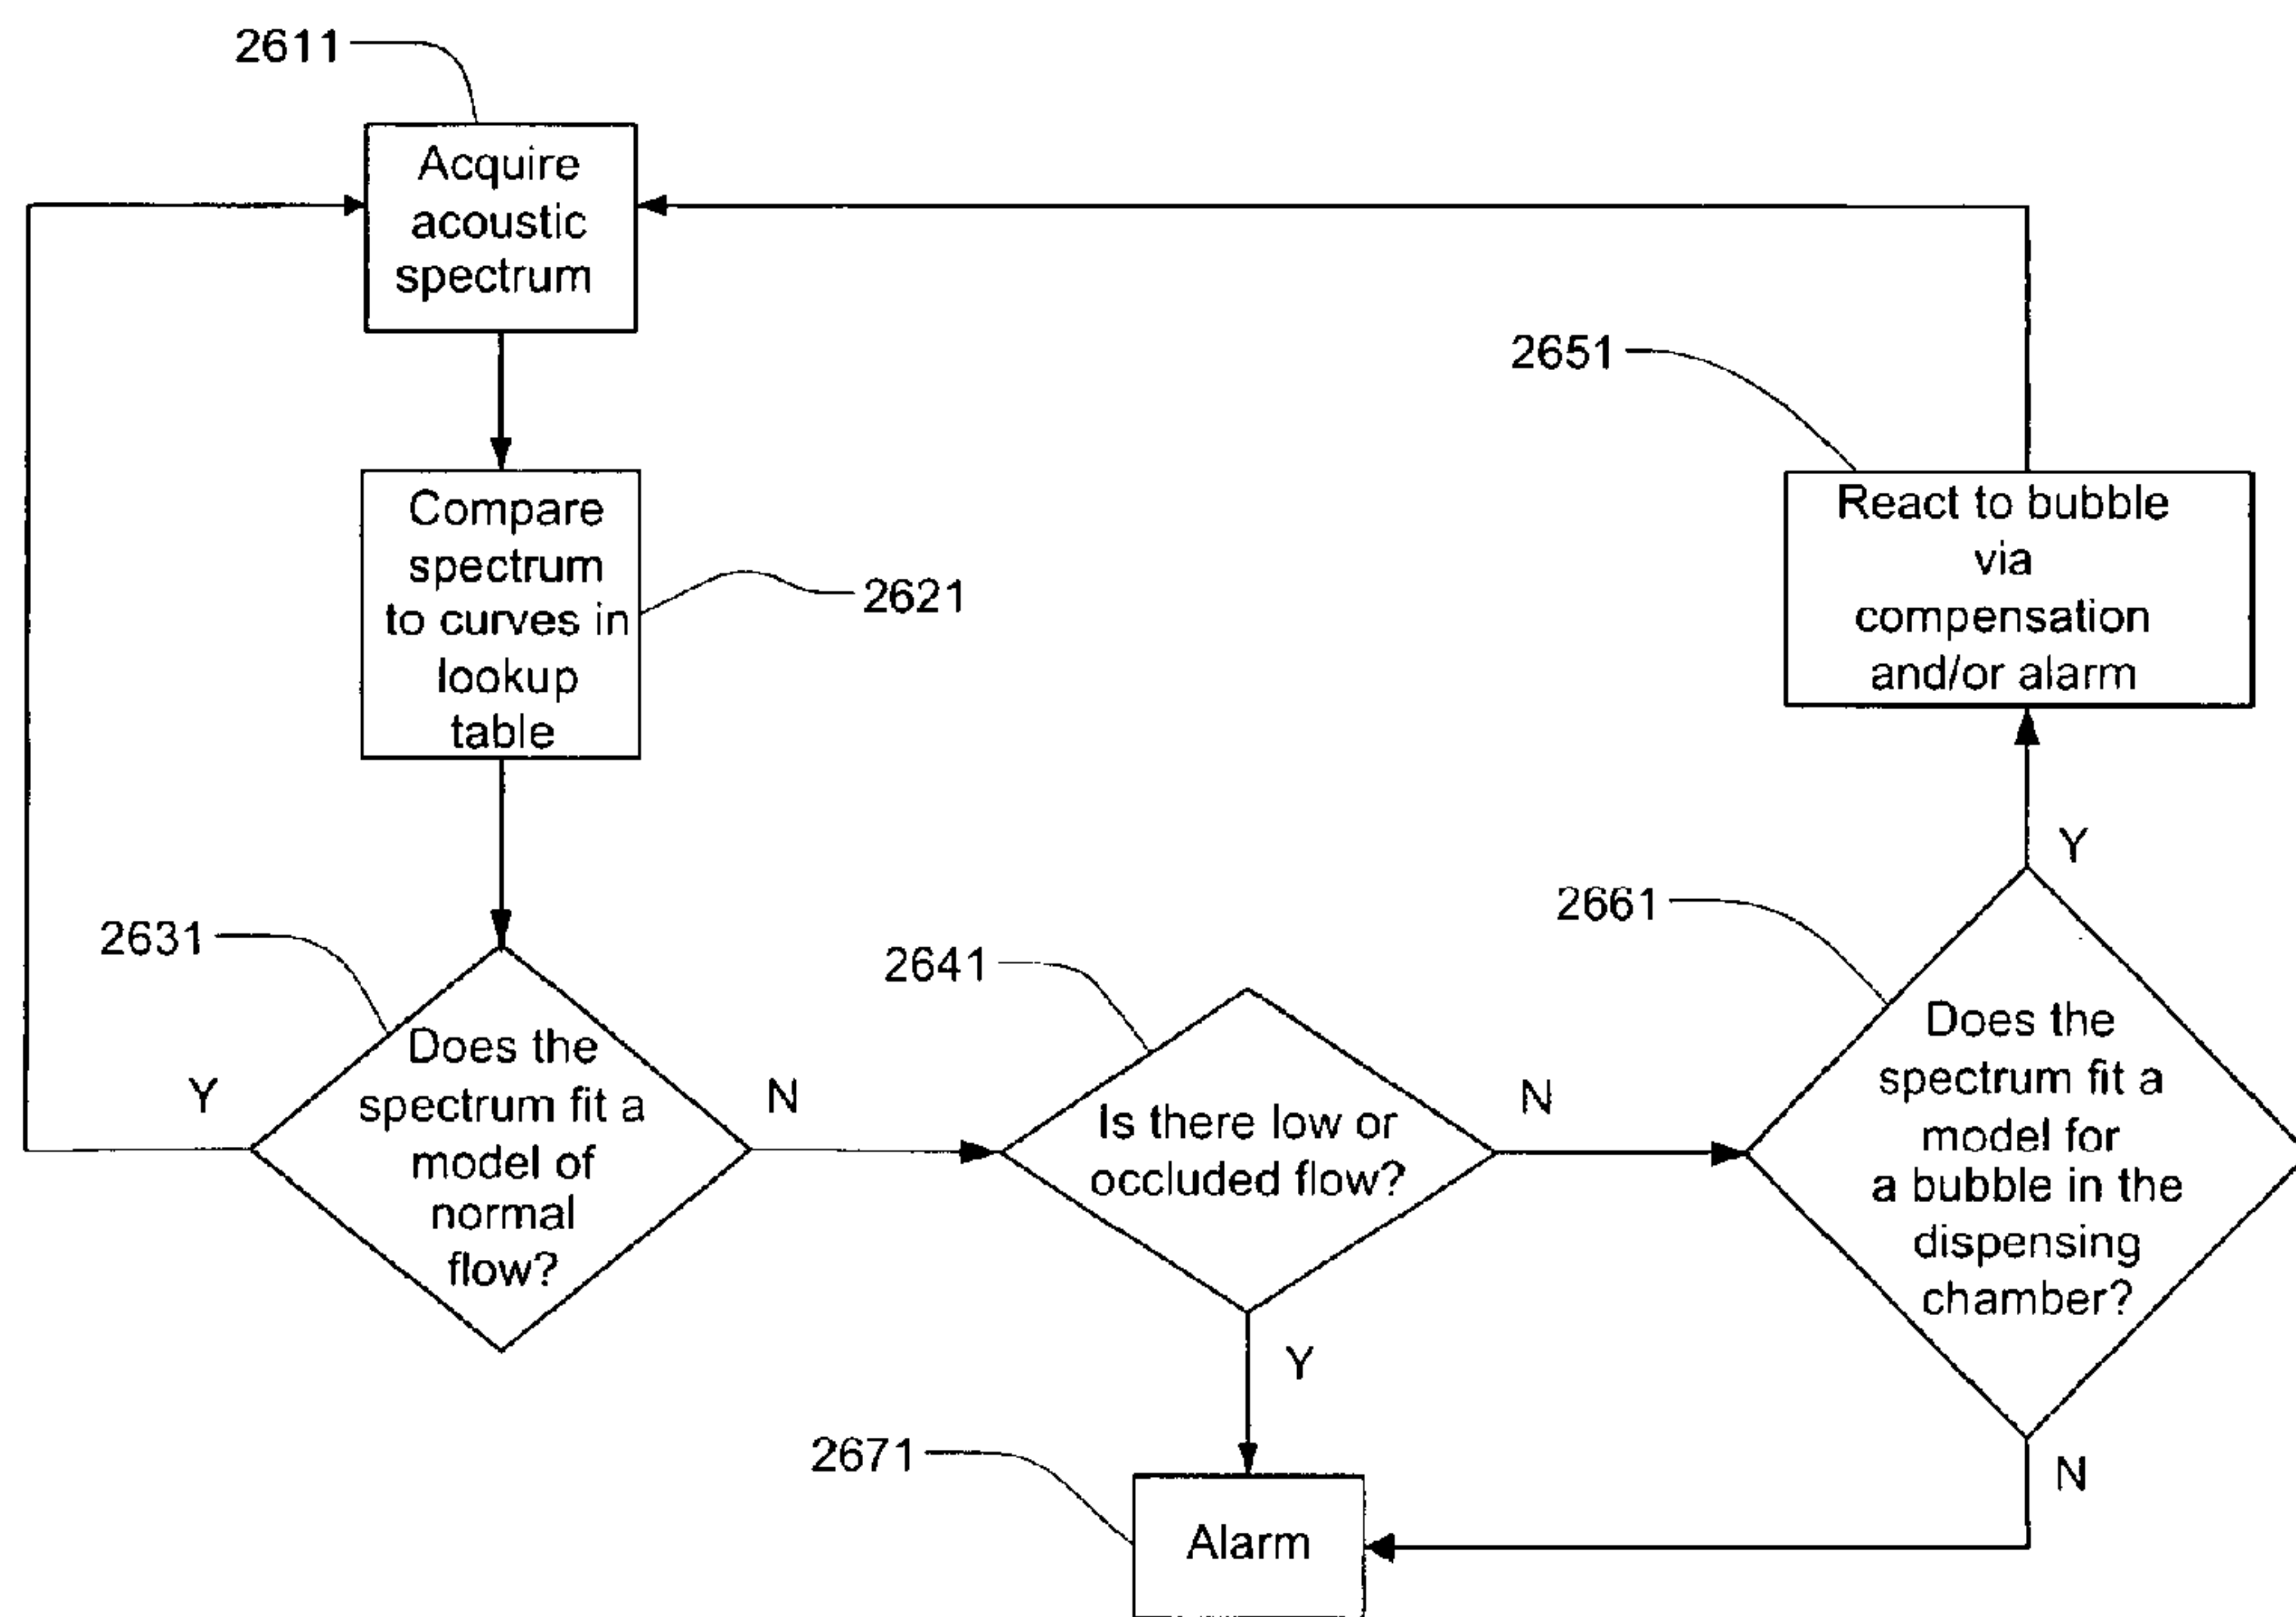 2611
Acquire
acoustic
spectrum
2651
React to bubble
via
compensation
and/or alarm
Compare
spectrum
to curves in
lookup
table
2621
Y
2661
2631
2641
Does the
spectrum fit a
model of
normal
flow?
Y
N
Is there low or
occluded flow?
N
Does the
spectrum fit a
model for
a bubble in the
dispensing
chamber?
Y
N
2671
Alarm